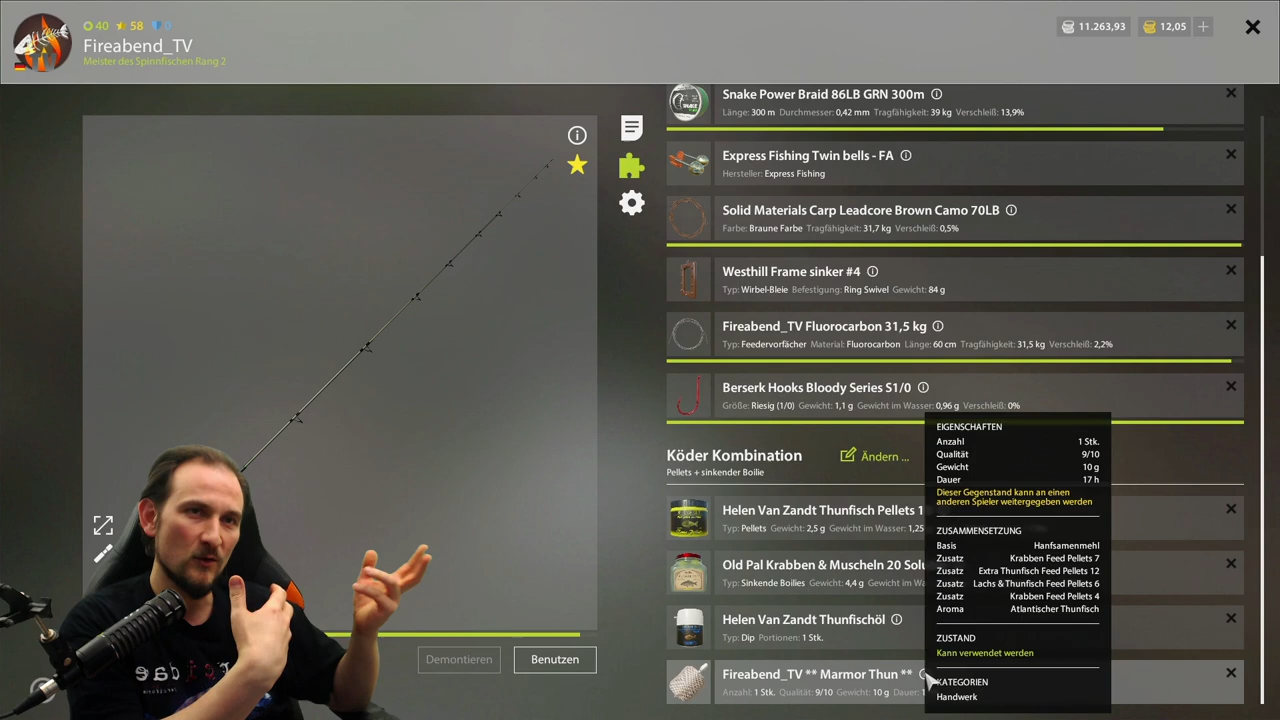 40 58 0
Fireabend_TV
Meister des Spinnfischen Rang 2
11.263,93 12,05
Snake Power Braid 86LB GRN 300m
Länge: 300 m Durchmesser: 0,42 mm Tragfähigkeit: 39 kg Verschleiß: 13,9%
Express Fishing Twin bells - FA
Hersteller: Express Fishing
Solid Materials Carp Leadcore Brown Camo 70LB
Farbe: Braune Farbe Tragfähigkeit: 31,7 kg Verschleiß: 0,5%
Westhill Frame sinker #4
Typ: Wirbel-Bleie Befestigung: Ring Swivel Gewicht: 84 g
Fireabend_TV Fluorocarbon 31,5 kg
Typ: Feedervorfächer Material: Fluorocarbon Länge: 60 cm Tragfähigkeit: 31,5 kg Verschleiß: 2,2%
Berserk Hooks Bloody Series S1/0
Größe: Riesig (1/0) Gewicht: 1,1 g Gewicht im Wasser: 0,96 g Verschleiß: 0%
Köder Kombination
Ändern ...
Pellets + sinkender Boilie
Helen Van Zandt Thunfisch Pellets 1
Typ: Pellets Gewicht: 2,5 g Gewicht im Wasser: 1,25
Old Pal Krabben & Muscheln 20 Solu
Typ: Sinkende Boilies Gewicht: 4,4 g Gewicht im Wa
Helen Van Zandt Thunfischöl
Typ: Dip Portionen: 1 Stk.
Fireabend_TV ** Marmor Thun **
Anzahl: 1 Stk. Qualität: 9/10 Gewicht: 10 g Dauer: 1
EIGENSCHAFTEN
Anzahl 1 Stk.
Qualität 9/10
Gewicht 10 g
Dauer 17 h
Dieser Gegenstand kann an einen
anderen Spieler weitergegeben werden
ZUSAMMENSETZUNG
Basis Hanfsamenmehl
Zusatz Krabben Feed Pellets 7
Zusatz Extra Thunfisch Feed Pellets 12
Zusatz Lachs & Thunfisch Feed Pellets 6
Zusatz Krabben Feed Pellets 4
Aroma Atlantischer Thunfisch
ZUSTAND
Kann verwendet werden
KATEGORIEN
Handwerk
Demontieren
Benutzen